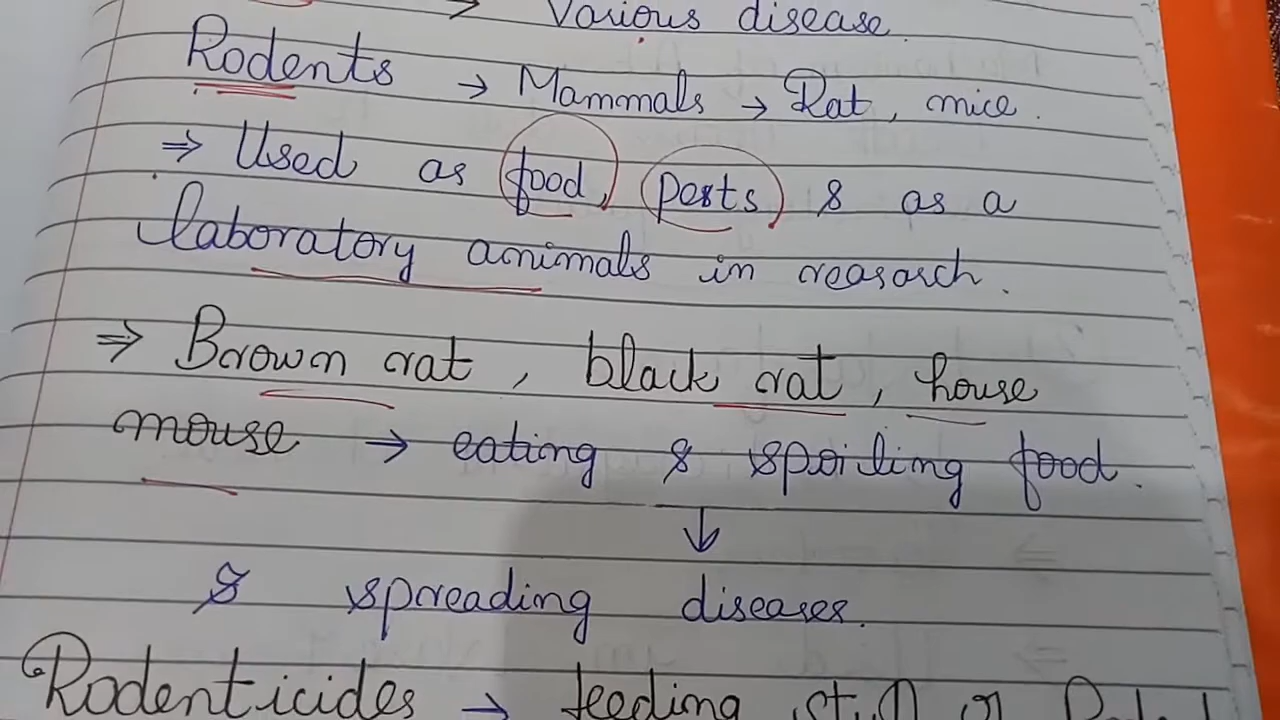 → Various disease.
Rodents → Mammals → Rat, mice.
⇒ Used as food, pests & as a
laboratory animals in reasarch.
⇒ Brown rat, black rat, house
mouse → eating & spoiling food.
↓
& spreading diseases.
Rodenticides → feeding